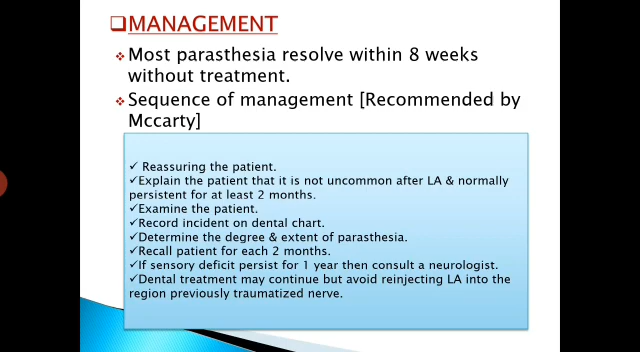 ❑MANAGEMENT
❖Most parasthesia resolve within 8 weeks
without treatment.
❖Sequence of management [Recommended by
Mccarty]
✓ Reassuring the patient.
✓Explain the patient that it is not uncommon after LA & normally
persistent for at least 2 months.
✓Examine the patient.
✓Record incident on dental chart.
✓Determine the degree & extent of parasthesia.
✓Recall patient for each 2 months.
✓If sensory deficit persist for 1 year then consult a neurologist.
✓Dental treatment may continue but avoid reinjecting LA into the
region previously traumatized nerve.